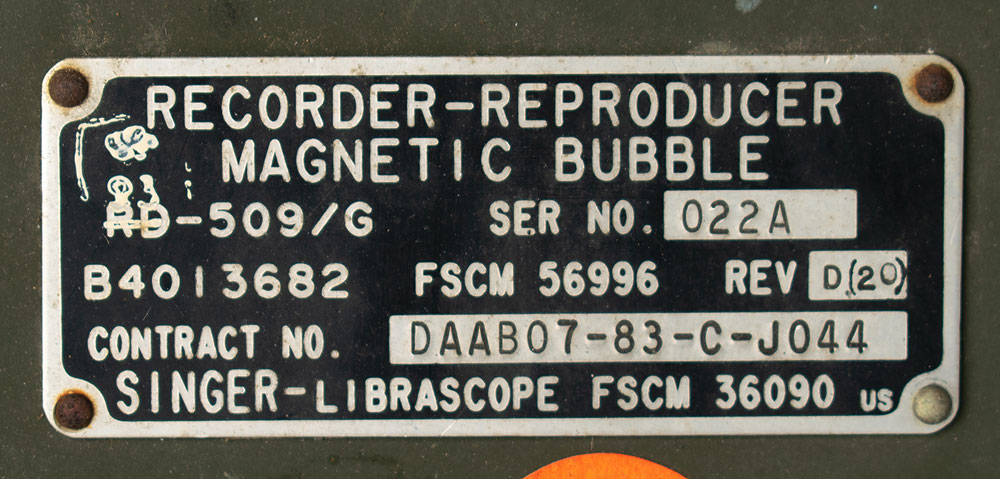 RECORDER-REPRODUCER
MAGNETIC BUBBLE
RD-509/G SER NO. 022A
B4013682 FSCM 56996 REV D(20)
CONTRACT NO. DAAB07-83-C-J044
SINGER-LIBRASCOPE FSCM 36090 US